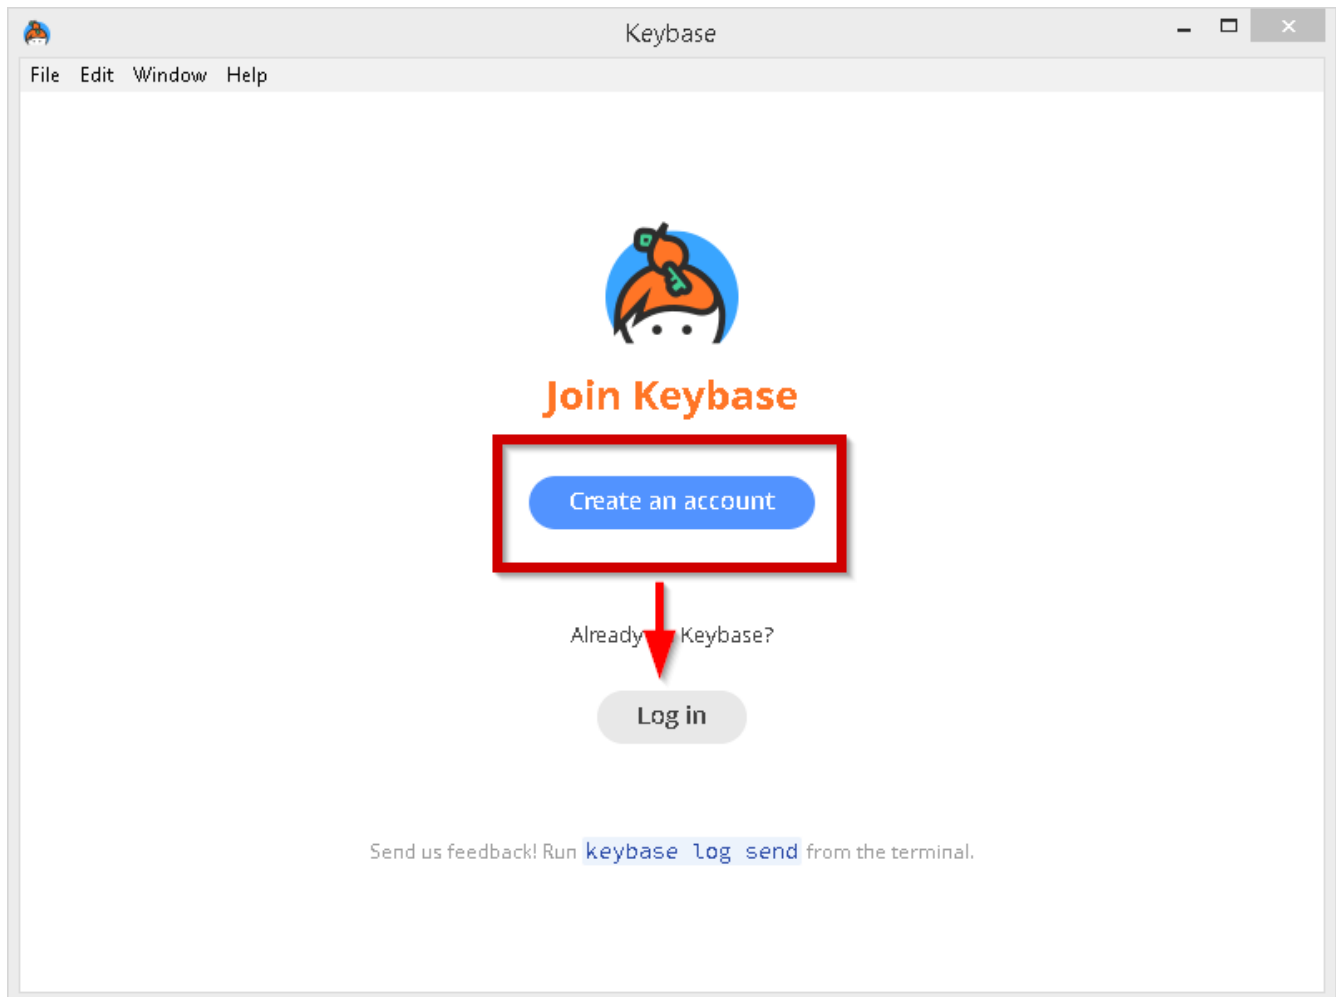 Keybase
File Edit Window Help
Join Keybase
Create an account
Already Keybase?
Log in
Send us feedback! Run keybase log send from the terminal.